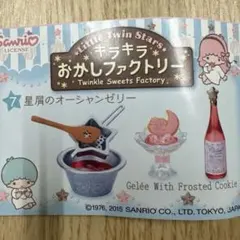 Sanrio
LICENSE
Little Twin Stars
キラキラ
おかしファクトリー
Twinkle Sweets Factory
7 星屑のオーシャンゼリー
Gelée With Frosted Cookie
©1976, 2015 SANRIO CO., LTD. TOKYO, JAPAN